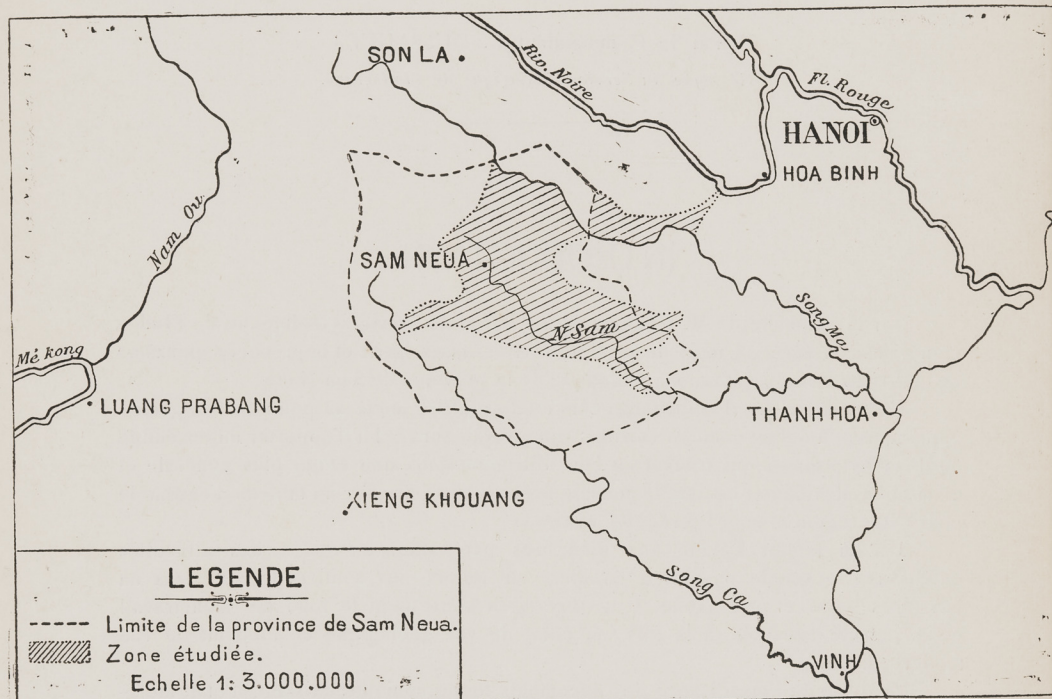 SON LA
Riv. Noire
Fl. Rouge
HANOI
HOA BINH
Nam Ou
SAM NEUA
N. Sam
Song Ma
Mé kong
LUANG PRABANG
THANH HOA
XIENG KHOUANG
Song Ca
VINH
LEGENDE
Limite de la province de Sam Neua.
Zone étudiée.
Echelle 1: 3.000.000